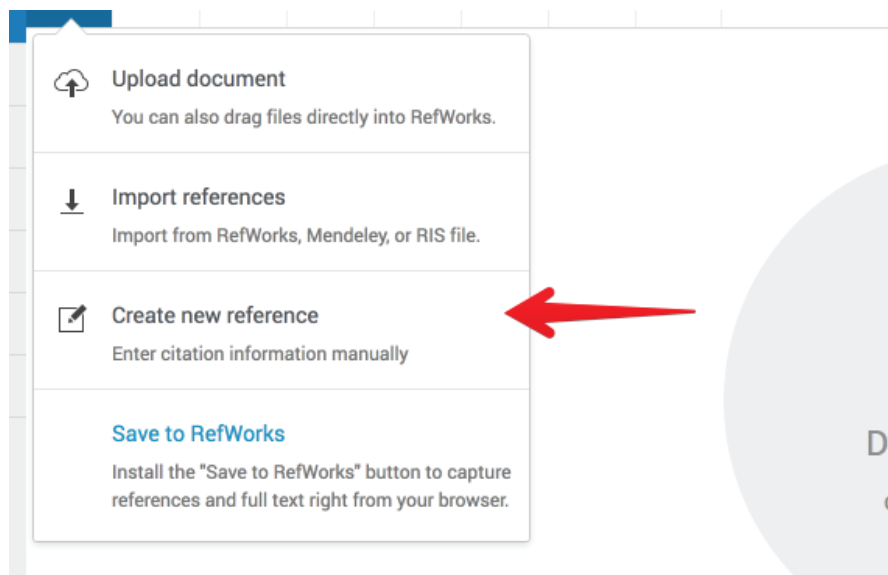 Upload document
You can also drag files directly into RefWorks.
Import references
Import from RefWorks, Mendeley, or RIS file.
Create new reference
Enter citation information manually
Save to RefWorks
Install the "Save to RefWorks" button to capture
references and full text right from your browser.
D